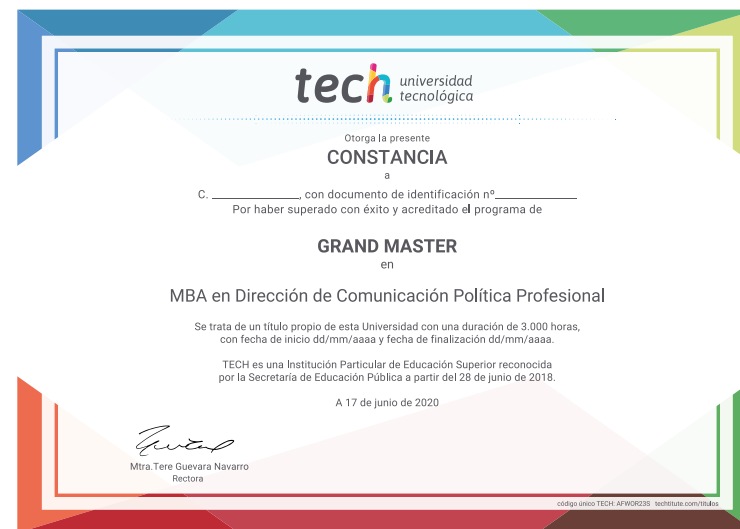 tech universidad
tecnológica
Otorga la presente
CONSTANCIA
a
C. ______________, con documento de identificación nº______________
Por haber superado con éxito y acreditado el programa de
GRAND MASTER
en
MBA en Dirección de Comunicación Política Profesional
Se trata de un título propio de esta Universidad con una duración de 3.000 horas,
con fecha de inicio dd/mm/aaaa y fecha de finalización dd/mm/aaaa.
TECH es una Institución Particular de Educación Superior reconocida
por la Secretaría de Educación Pública a partir del 28 de junio de 2018.
A 17 de junio de 2020
Mtra.Tere Guevara Navarro
Rectora
código único TECH: AFWOR23S techtitute.com/titulos